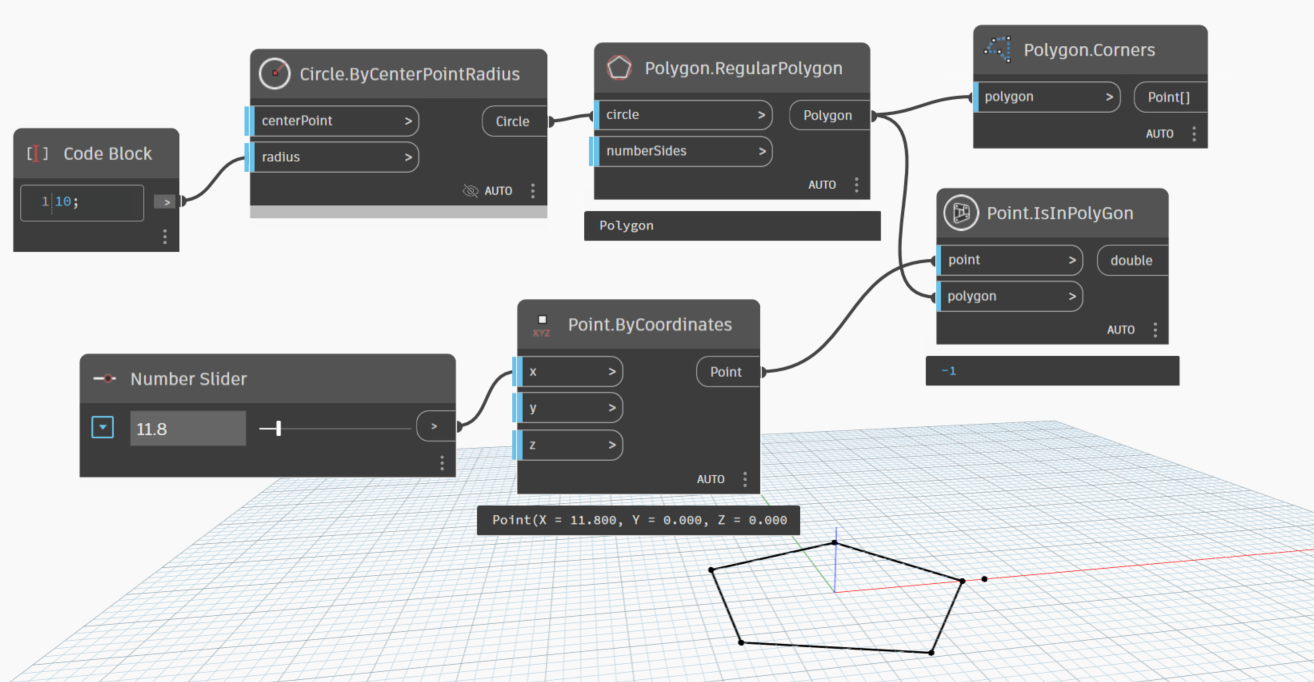 Code Block
1 10;
>
Circle.ByCenterPointRadius
centerPoint >
Circle
radius >
AUTO
Polygon.RegularPolygon
circle >
Polygon
numberSides >
AUTO
Polygon
Polygon.Corners
polygon >
Point[]
AUTO
Point.IsInPolyGon
point >
double
polygon >
AUTO
-1
Number Slider
11.8
>
XYZ
Point.ByCoordinates
x >
Point
y >
z >
AUTO
Point(X = 11.800, Y = 0.000, Z = 0.000